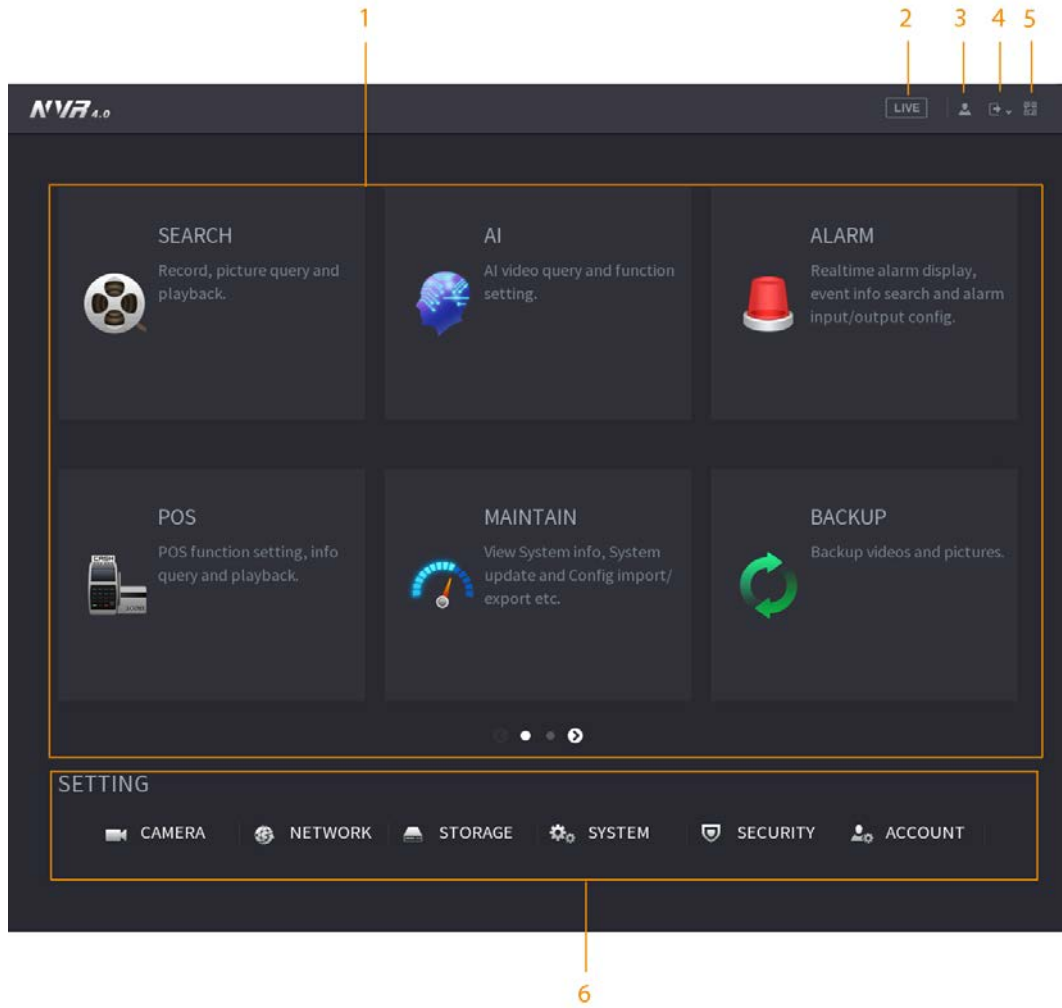 1
2
3
4
5
NVR 4.0
LIVE
SEARCH
Record, picture query and
playback.
AI
AI video query and function
setting.
ALARM
Realtime alarm display,
event info search and alarm
input/output config.
POS
POS function setting, info
query and playback.
CASH
MAINTAIN
View System info, System
update and Config import/
export etc.
BACKUP
Backup videos and pictures.
SETTING
CAMERA
NETWORK
STORAGE
SYSTEM
SECURITY
ACCOUNT
6